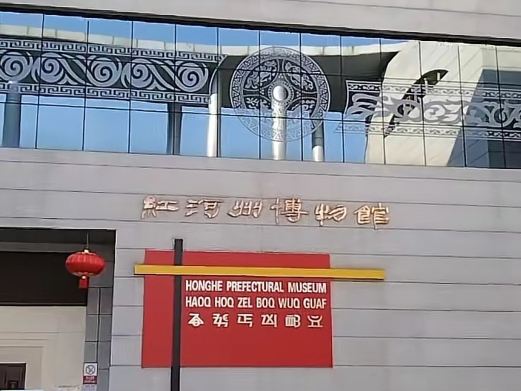 紅河州博物館
HONGHE PREFECTURAL MUSEUM
HAOQ HOQ ZEL BOQ WUQ GUAF